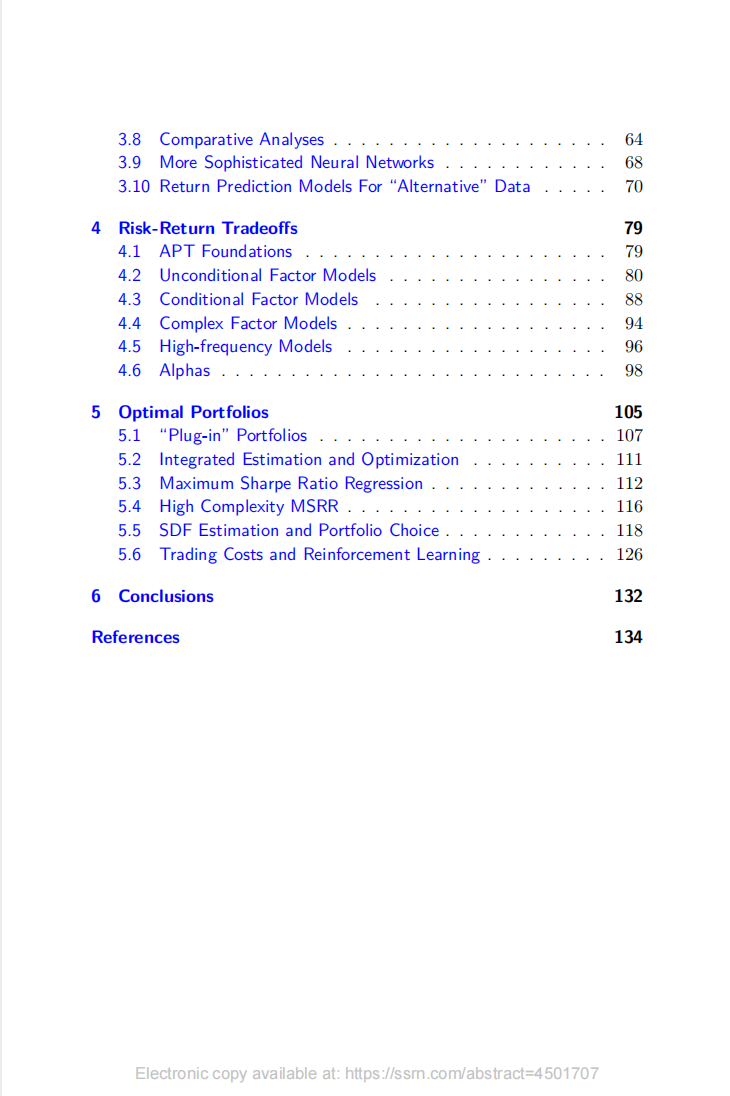 3.8 Comparative Analyses . . . . . . . . . . . . . . . . . . . . 64
3.9 More Sophisticated Neural Networks . . . . . . . . . . . . 68
3.10 Return Prediction Models For “Alternative” Data . . . . . 70
4 Risk-Return Tradeoffs 79
4.1 APT Foundations . . . . . . . . . . . . . . . . . . . . . . 79
4.2 Unconditional Factor Models . . . . . . . . . . . . . . . . 80
4.3 Conditional Factor Models . . . . . . . . . . . . . . . . . 88
4.4 Complex Factor Models . . . . . . . . . . . . . . . . . . . 94
4.5 High-frequency Models . . . . . . . . . . . . . . . . . . . 96
4.6 Alphas . . . . . . . . . . . . . . . . . . . . . . . . . . . . 98
5 Optimal Portfolios 105
5.1 “Plug-in” Portfolios . . . . . . . . . . . . . . . . . . . . . 107
5.2 Integrated Estimation and Optimization . . . . . . . . . . 111
5.3 Maximum Sharpe Ratio Regression . . . . . . . . . . . . . 112
5.4 High Complexity MSRR . . . . . . . . . . . . . . . . . . . 116
5.5 SDF Estimation and Portfolio Choice . . . . . . . . . . . . 118
5.6 Trading Costs and Reinforcement Learning . . . . . . . . . 126
6 Conclusions 132
References 134
Electronic copy available at: https://ssrn.com/abstract=4501707